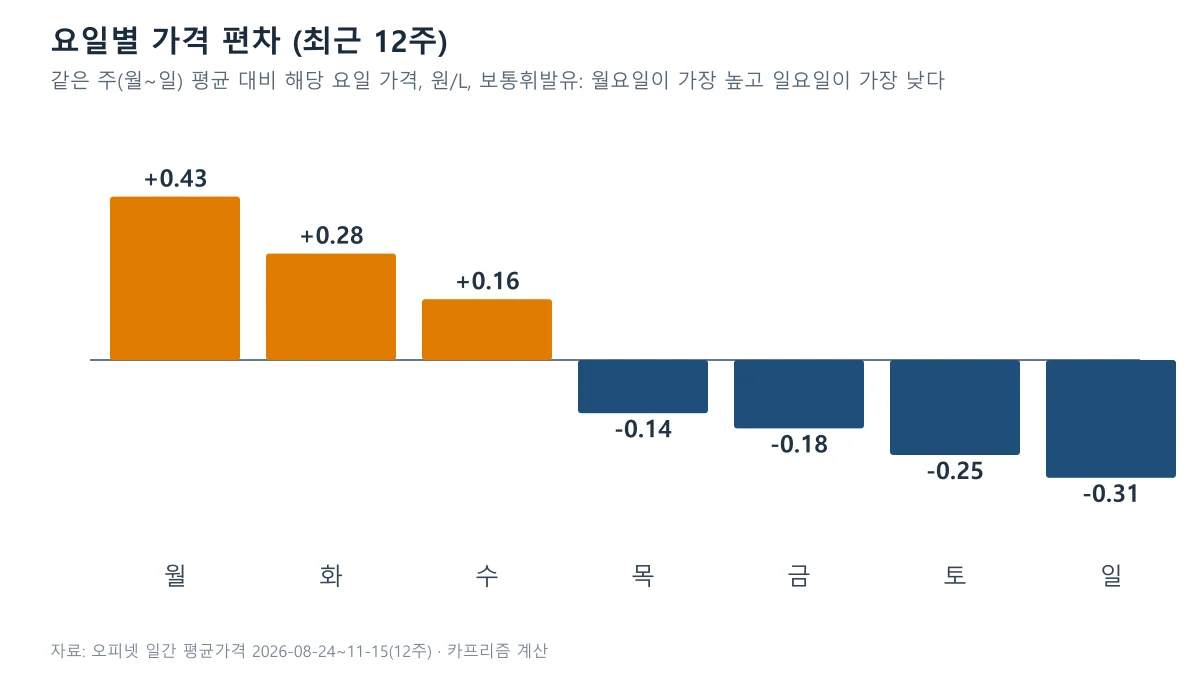 요일별 가격 편차 (최근 12주)
같은 주(월~일) 평균 대비 해당 요일 가격, 원/L, 보통휘발유: 월요일이 가장 높고 일요일이 가장 낮다
+0.43
+0.28
+0.16
-0.14
-0.18
-0.25
-0.31
월
화
수
목
금
토
일
자료: 오피넷 일간 평균가격 2026-08-24~11-15(12주) · 카프리즘 계산